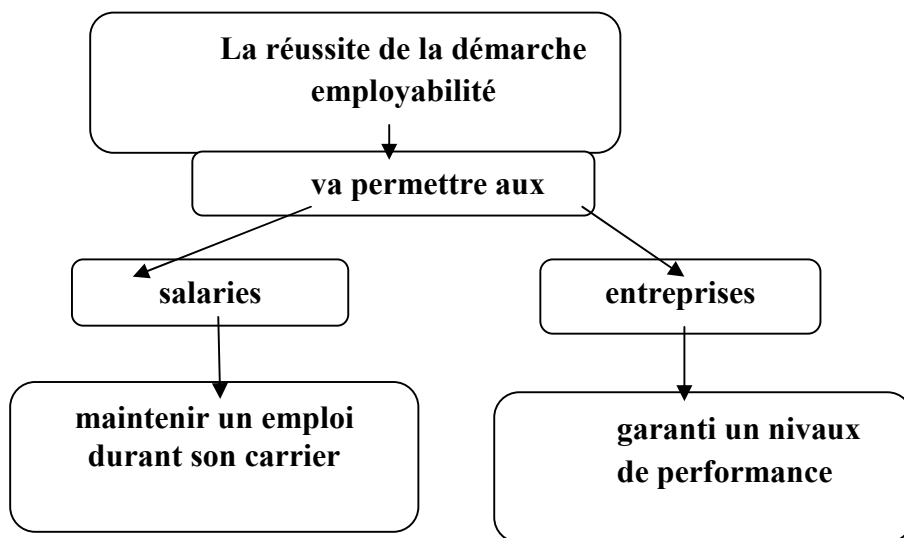 La réussite de la démarche
employabilité
va permettre aux
salaries
entreprises
maintenir un emploi
durant son carrier
garanti un nivaux
de performance